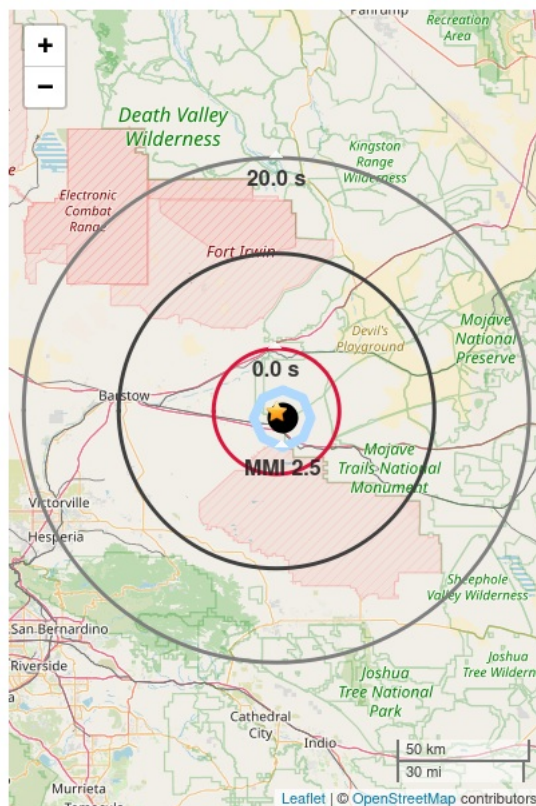 Pahrump
+
−
Recreation
Area
Death Valley
Wilderness
Kingston
Range
Wilderness
20.0 s
Electronic
Combat
Range
Fort Irwin
Devil's
Playground
Mojave
National
Preserve
0.0 s
Barstow
MMI 2.5
Mojave
Trails National
Monument
Victorville
Hesperia
Sheephole
Valley Wilderness
San Bernardino
Riverside
Joshua
Tree National
Park
Joshua
Tree Wildern
Cathedral
City
Indio
50 km
30 mi
Murrieta
Temecula
Leaflet | © OpenStreetMap contributors